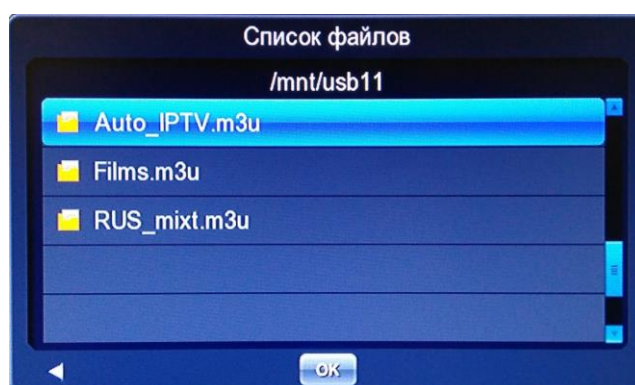 Список файлов
/mnt/usb11
Auto_IPTV.m3u
Films.m3u
RUS_mixt.m3u
OK